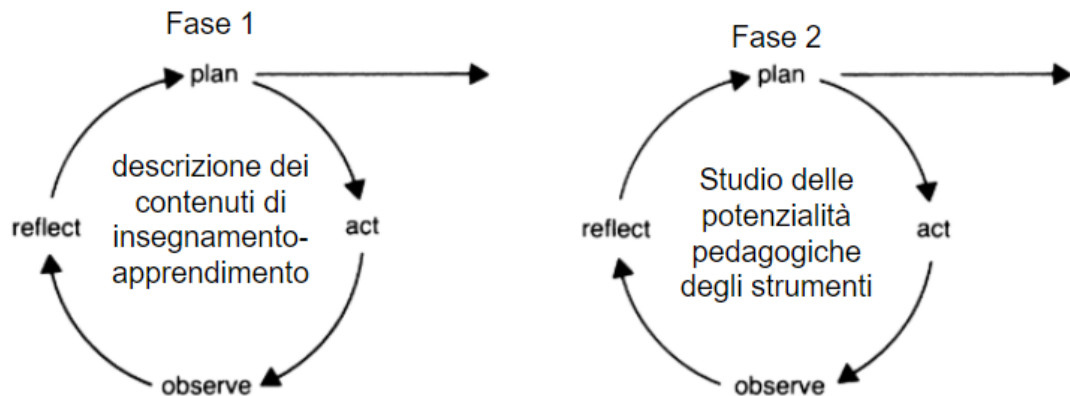 Fase 1
plan
descrizione dei
contenuti di
insegnamento-
apprendimento
reflect
act
observe
Fase 2
plan
Studio delle
potenzialità
pedagogiche
degli strumenti
reflect
act
observe